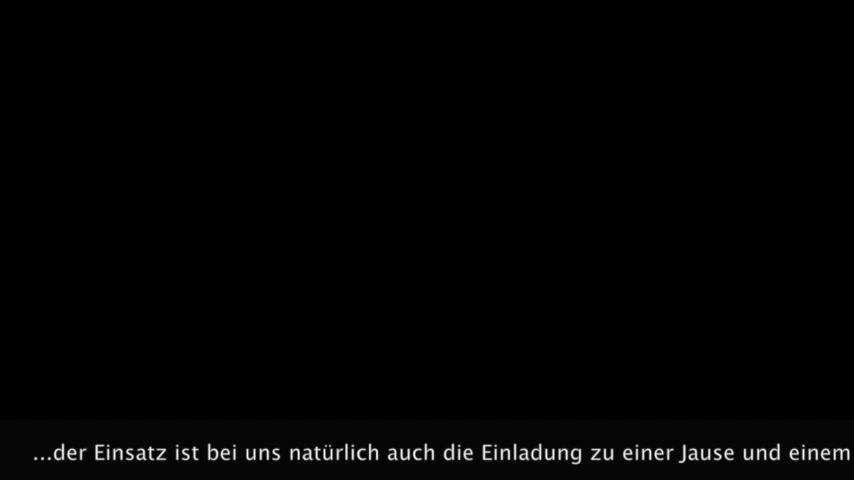 ...der Einsatz ist bei uns natürlich auch die Einladung zu einer Jause und einem